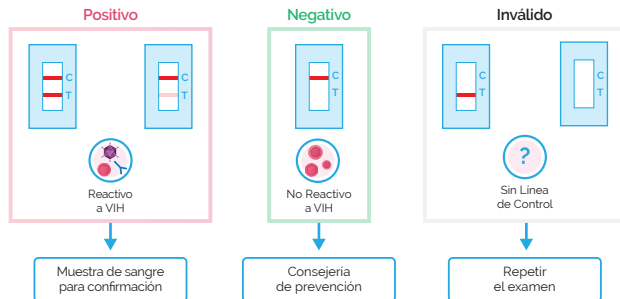 Positivo
Negativo
Inválido
C
T
C
T
C
T
C
T
Reactivo
a VIH
No Reactivo
a VIH
?
Sin Línea
de Control
Muestra de sangre
para confirmación
Consejería
de prevención
Repetir
el examen